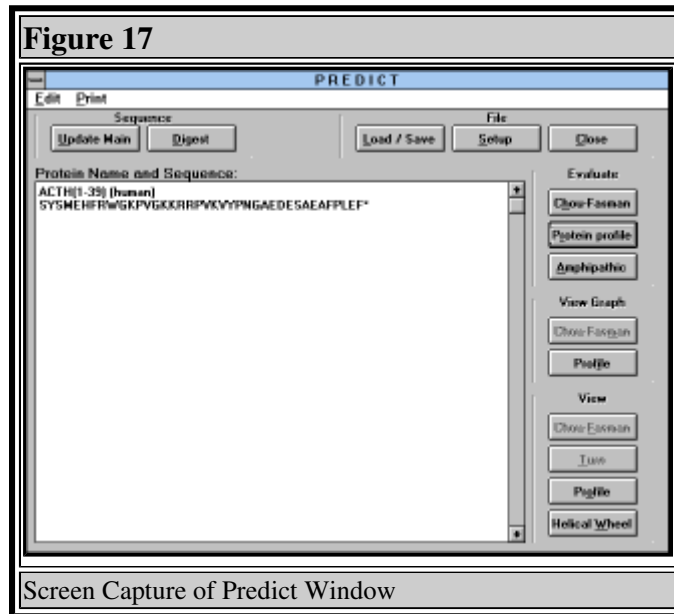 Figure 17
PREDICT
Edit Print
Sequence File
Update Main Digest Load / Save Setup Close
Protein Name and Sequence: Evaluate
ACTH(1-39) (human)
SYSMEHFRWGKPVGKKRRPVKVYPNGAEDESAEAFPLEF*
Chou-Fasman
Protein profile
Amphipathic
View Graph
Chou-Fasman
Profile
View
Chou-Fasman
Turn
Profile
Helical Wheel
Screen Capture of Predict Window